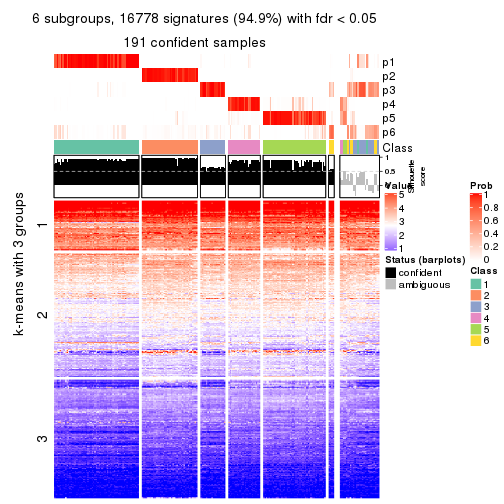 6 subgroups, 16778 signatures (94.9%) with fdr < 0.05
191 confident samples
p1
p2
p3
p4
p5
p6
Class
1
0.5
0
Silhouette
score
k-means with 3 groups
1
2
3
Value
5
4
3
2
1
Status (barplots)
confident
ambiguous
Prob
1
0.8
0.6
0.4
0.2
0
Class
1
2
3
4
5
6